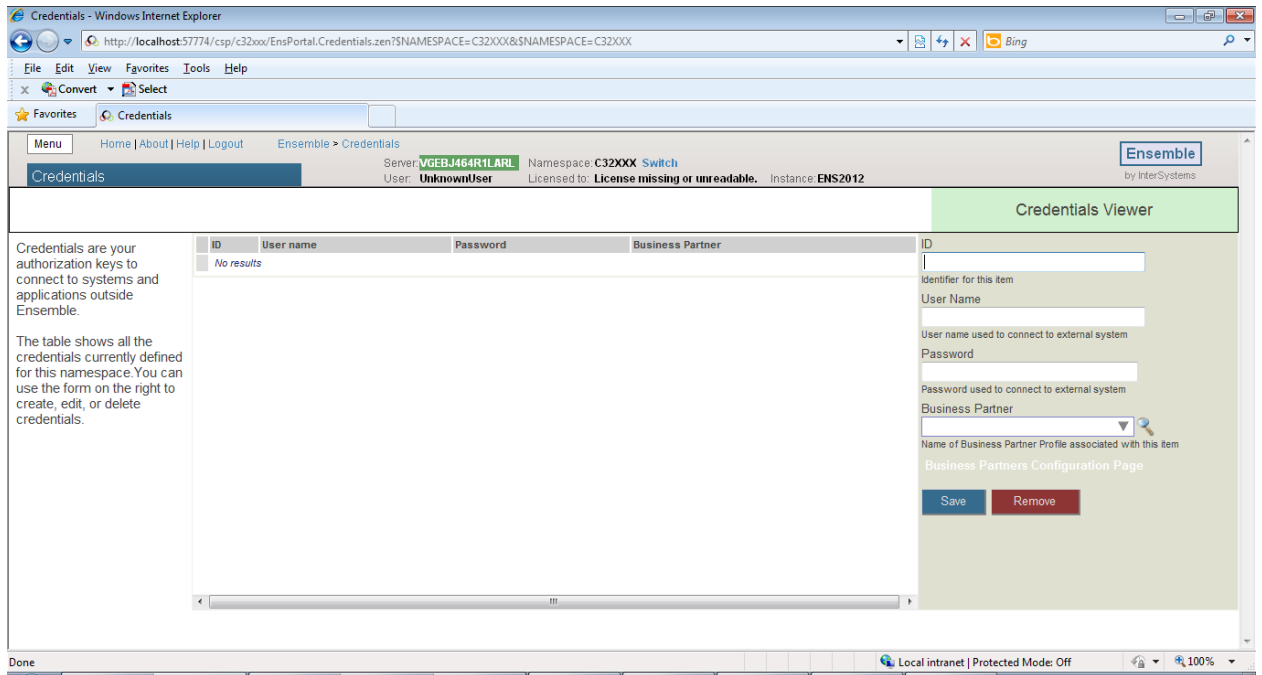 Credentials - Windows Internet Explorer
http://localhost:57774/csp/c32xxx/EnsPortal.Credentials.zen?$NAMESPACE=C32XXX&$NAMESPACE=C32XXX
Bing
File Edit View Favorites Tools Help
x Convert Select
Favorites Credentials
Menu Home | About | Help | Logout Ensemble > Credentials
Server: VGEBJ464R1LARL Namespace: C32XXX Switch
Ensemble
Credentials
User: UnknownUser Licensed to: License missing or unreadable. Instance: ENS2012
by InterSystems
Credentials Viewer
Credentials are your
authorization keys to
connect to systems and
applications outside
Ensemble.
The table shows all the
credentials currently defined
for this namespace.You can
use the form on the right to
create, edit, or delete
credentials.
ID User name Password Business Partner
No results
ID
Identifier for this item
User Name
User name used to connect to external system
Password
Password used to connect to external system
Business Partner
Name of Business Partner Profile associated with this item
Business Partners Configuration Page
Save Remove
Done
Local intranet | Protected Mode: Off
100%